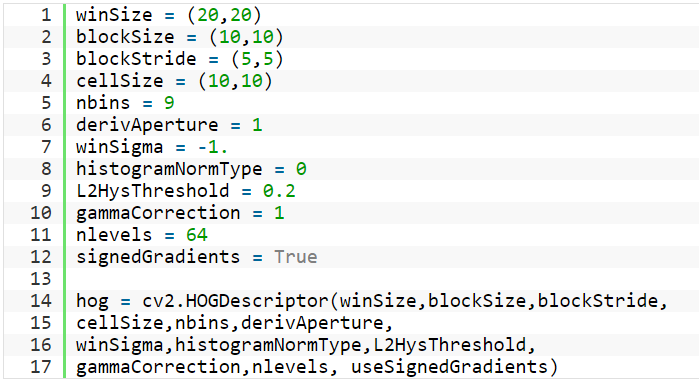 1 winSize = (20,20)
2 blockSize = (10,10)
3 blockStride = (5,5)
4 cellSize = (10,10)
5 nbins = 9
6 derivAperture = 1
7 winSigma = -1.
8 histogramNormType = 0
9 L2HysThreshold = 0.2
10 gammaCorrection = 1
11 nlevels = 64
12 signedGradients = True
13
14 hog = cv2.HOGDescriptor(winSize,blockSize,blockStride,
15 cellSize,nbins,derivAperture,
16 winSigma,histogramNormType,L2HysThreshold,
17 gammaCorrection,nlevels, useSignedGradients)